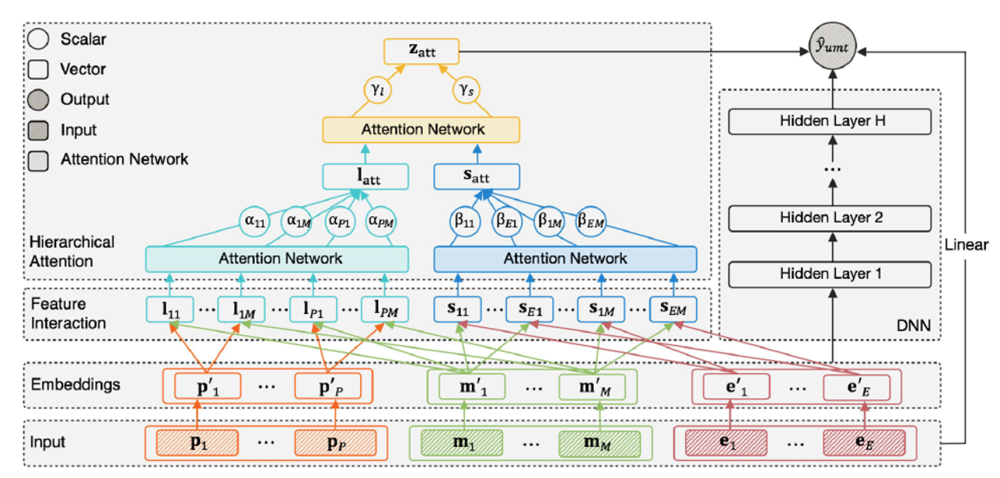 Scalar
Vector
Output
Input
Attention Network
z_att
ŷ_umt
γ_l
γ_s
Attention Network
l_att
s_att
α_11 α_1M α_P1 α_PM
β_11 β_E1 β_1M β_EM
Hierarchical
Attention
Attention Network
Attention Network
Hidden Layer H
...
Hidden Layer 2
Hidden Layer 1
DNN
Linear
Feature
Interaction
l_11 ... l_1M ... l_P1 ... l_PM
s_11 ... s_E1 ... s_1M ... s_EM
Embeddings
p'_1 ... p'_P
m'_1 ... m'_M
e'_1 ... e'_E
Input
p_1 ... p_P
m_1 ... m_M
e_1 ... e_E